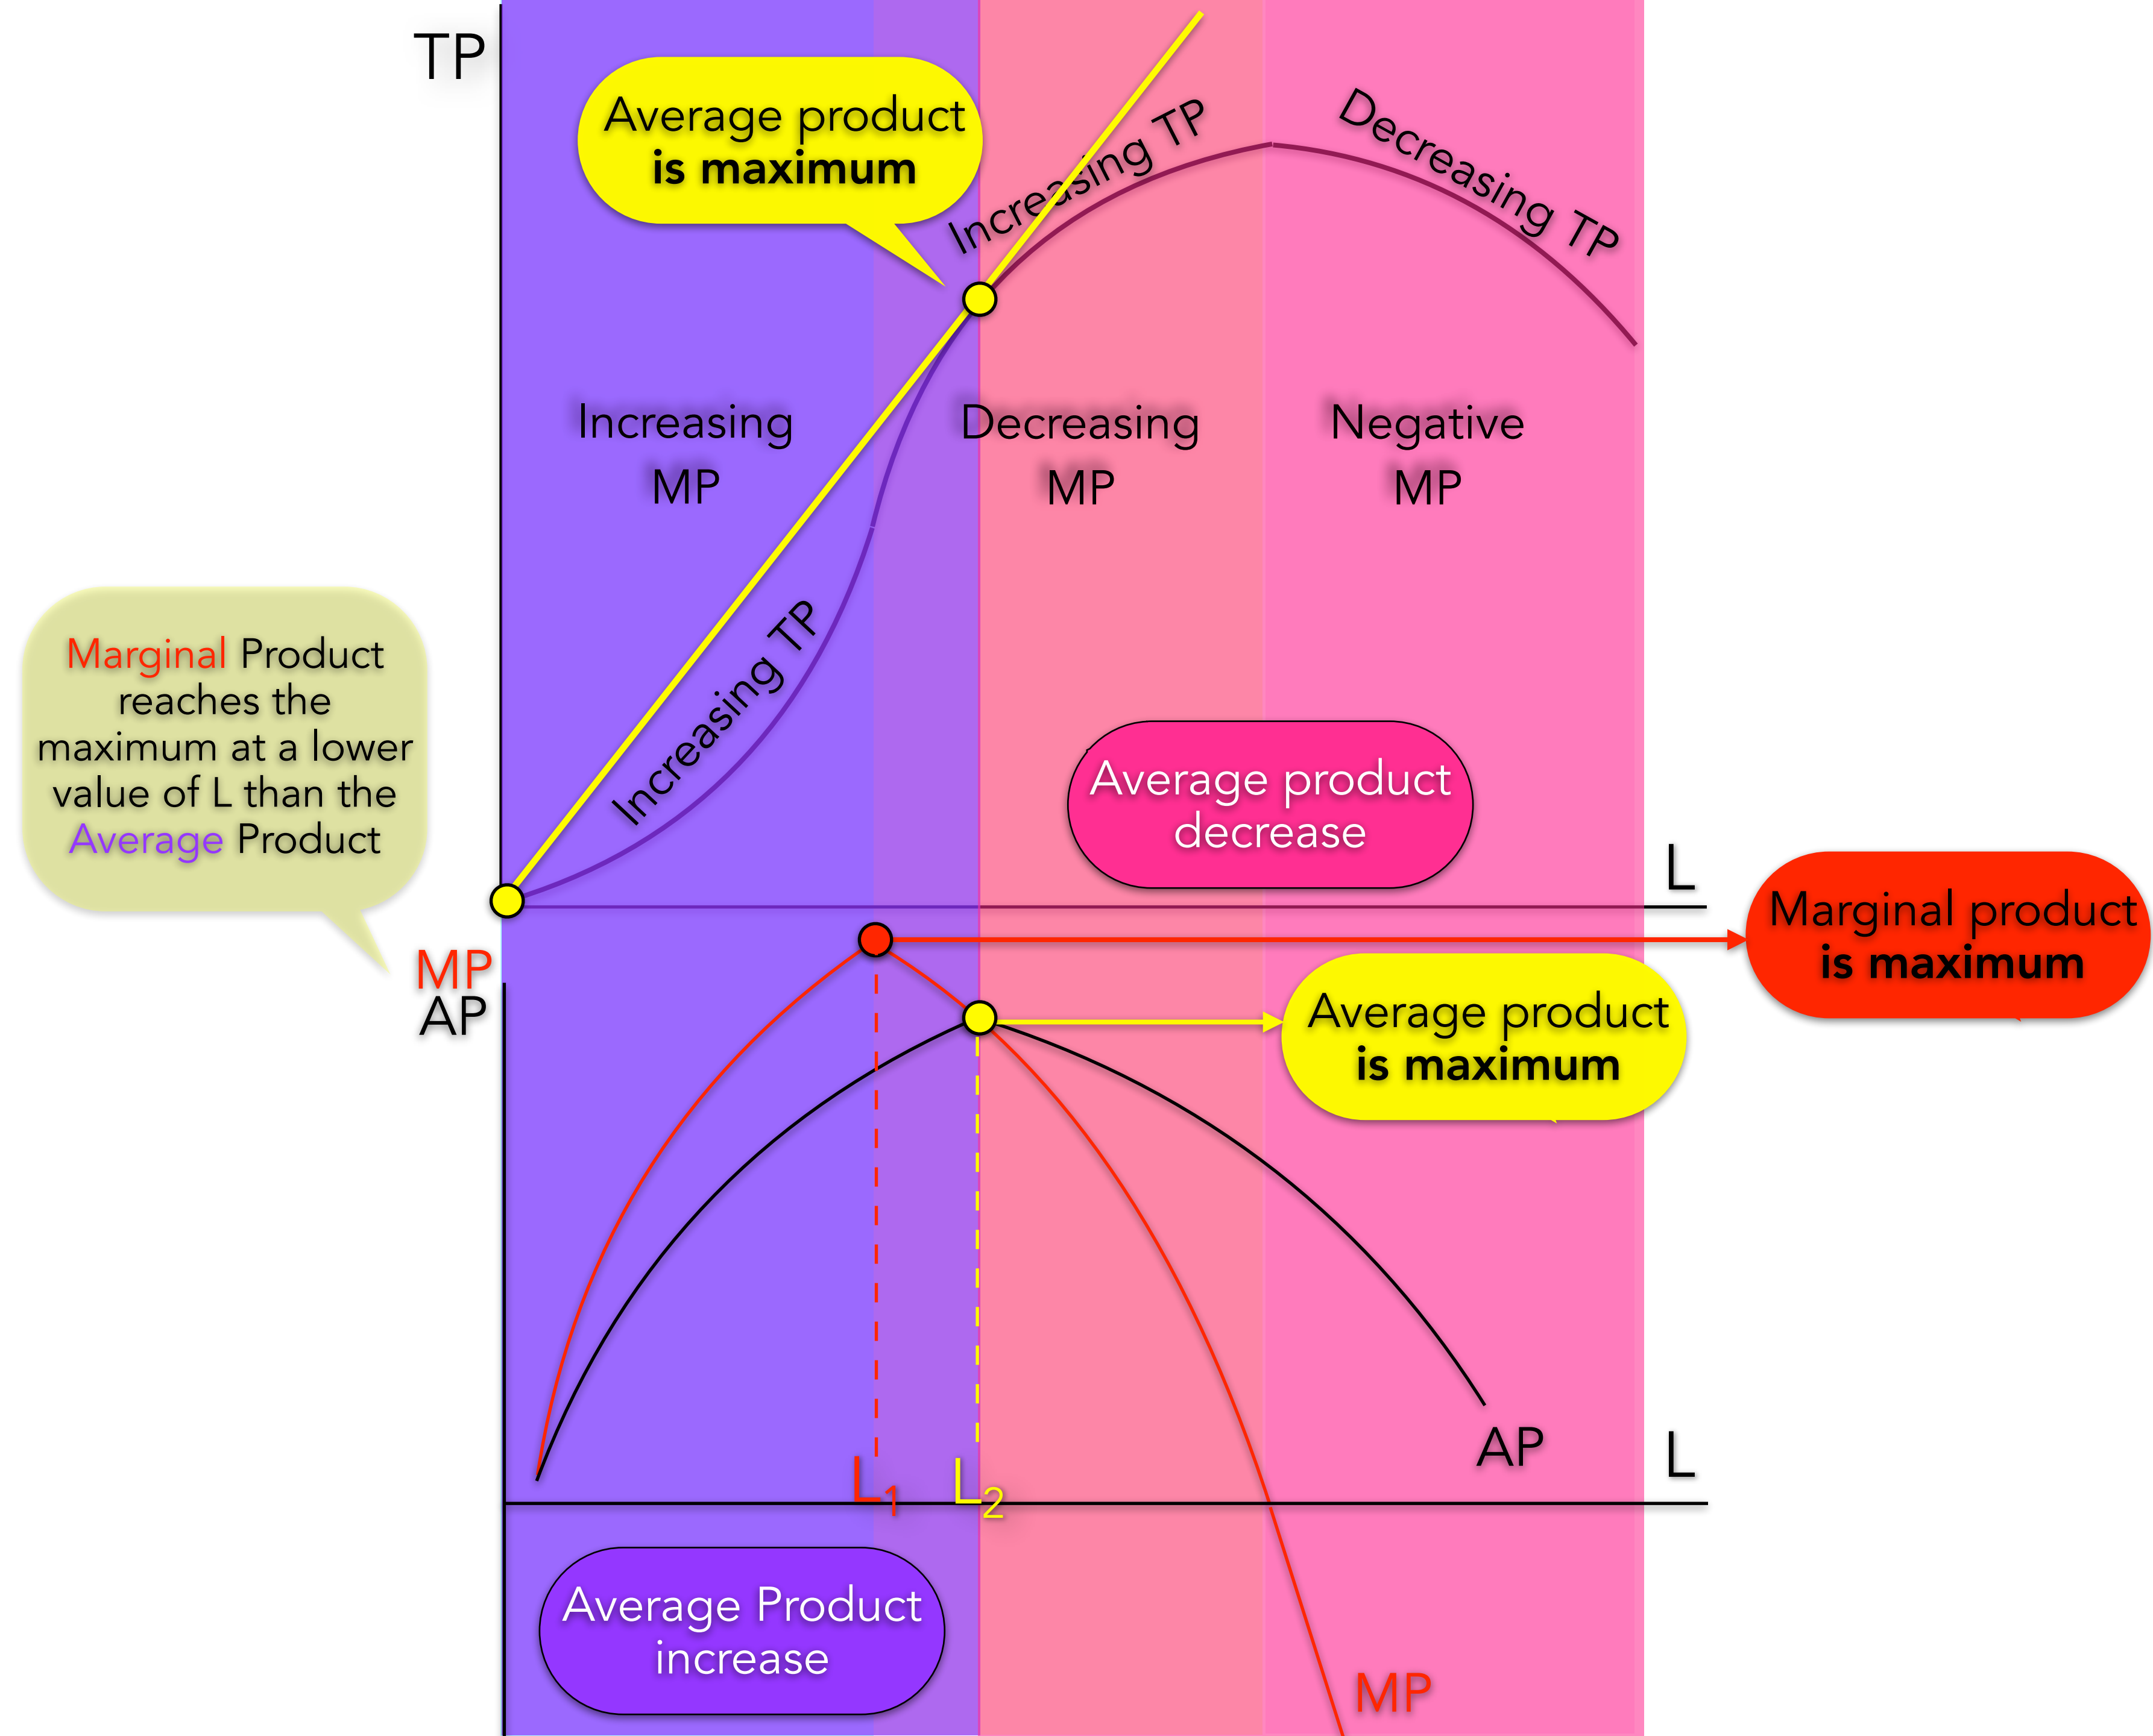 TP
Average product
is maximum
Increasing TP
Decreasing TP
Increasing
MP
Decreasing
MP
Negative
MP
Increasing TP
Marginal Product
reaches the
maximum at a lower
value of L than the
Average Product
Average product
decrease
L
Marginal product
is maximum
MP
AP
Average product
is maximum
AP
L
L1
L2
Average Product
increase
MP